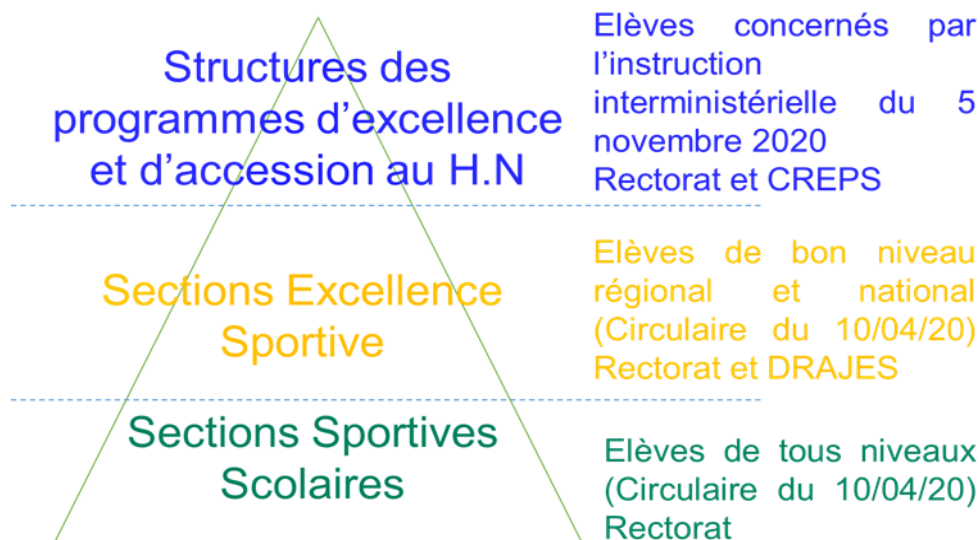 Structures des
programmes d'excellence
et d'accession au H.N
Elèves concernés par
l'instruction
interministérielle du 5
novembre 2020
Rectorat et CREPS
Sections Excellence
Sportive
Elèves de bon niveau
régional et national
(Circulaire du 10/04/20)
Rectorat et DRAJES
Sections Sportives
Scolaires
Elèves de tous niveaux
(Circulaire du 10/04/20)
Rectorat